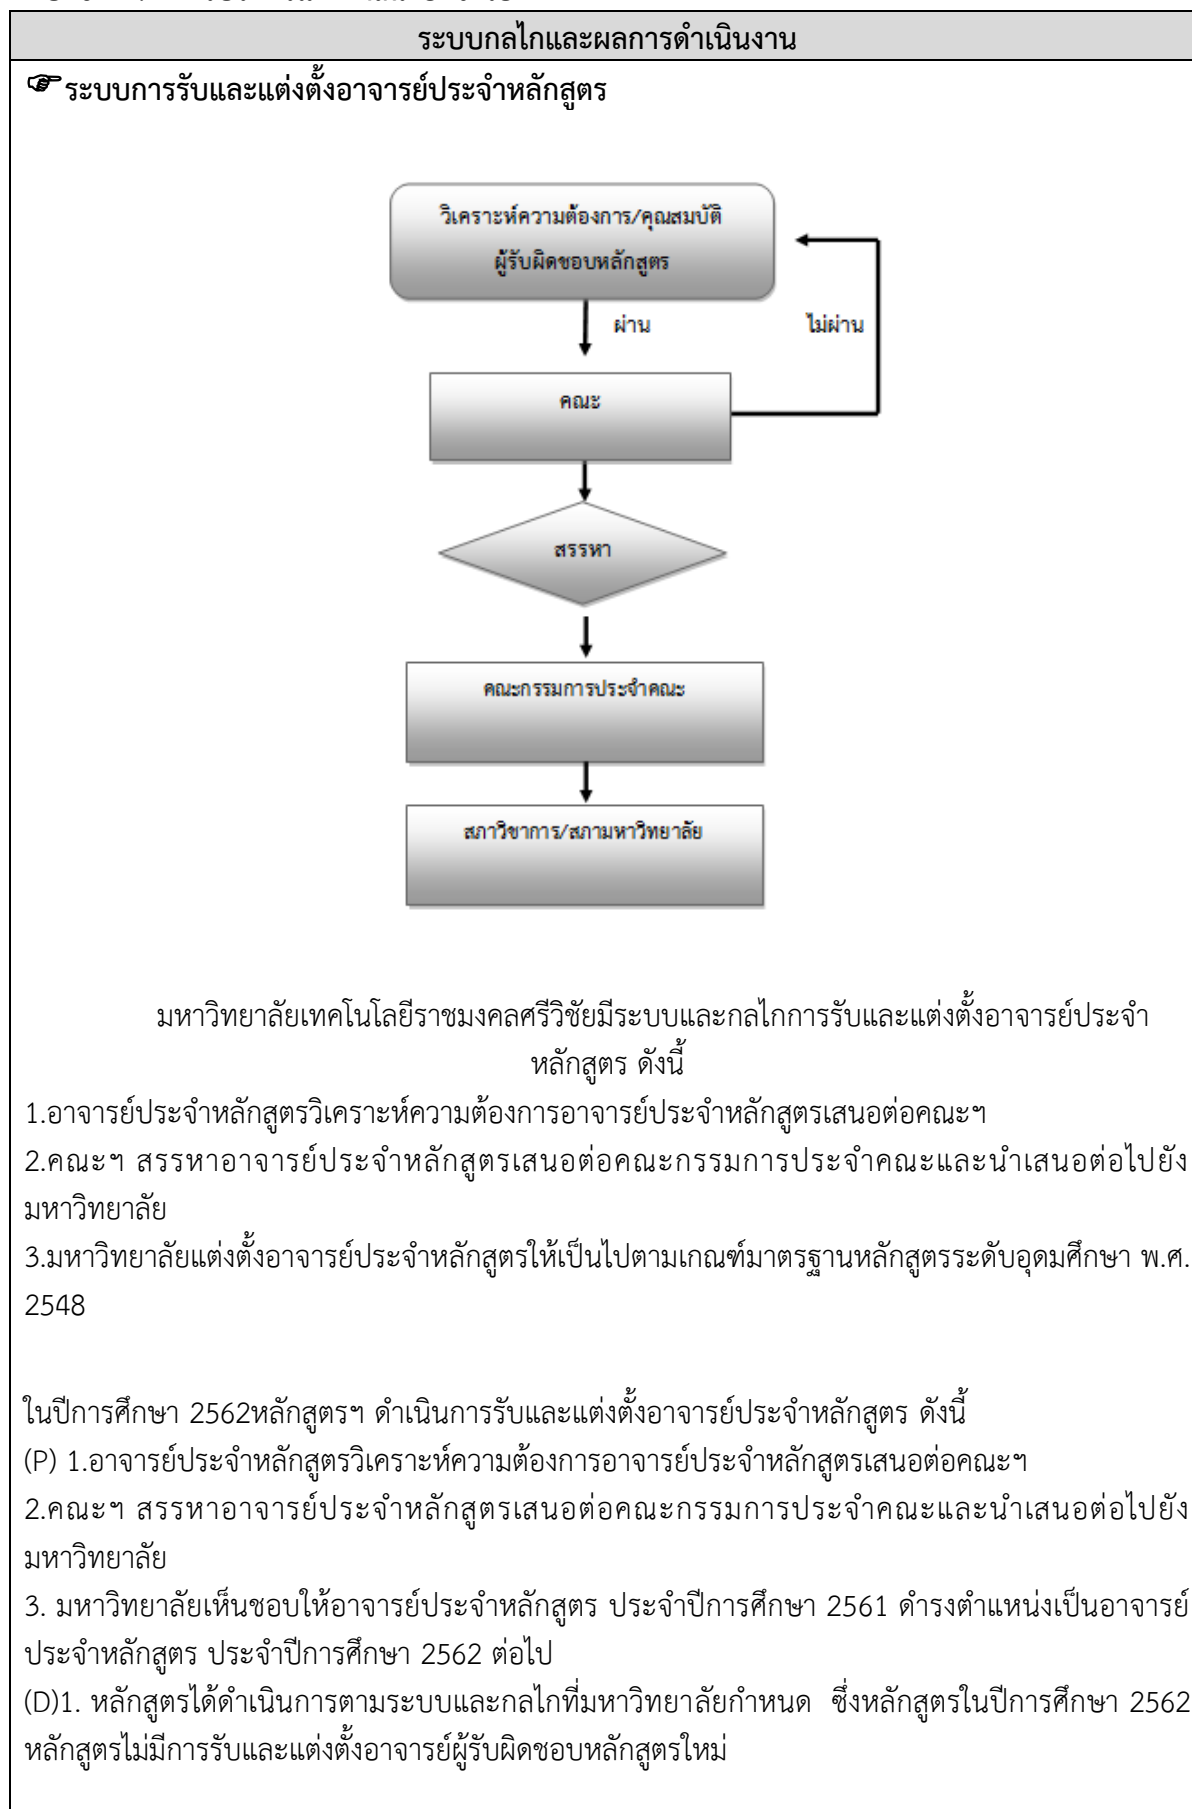 ระบบกลไกและผลการดำเนินงาน
☞ระบบการรับและแต่งตั้งอาจารย์ประจำหลักสูตร
วิเคราะห์ความต้องการ/คุณสมบัติ
ผู้รับผิดชอบหลักสูตร
ผ่าน
ไม่ผ่าน
คณะ
สรรหา
คณะกรรมการประจำคณะ
สภาวิชาการ/สภามหาวิทยาลัย
มหาวิทยาลัยเทคโนโลยีราชมงคลศรีวิชัยมีระบบและกลไกการรับและแต่งตั้งอาจารย์ประจำ
หลักสูตร ดังนี้
1.อาจารย์ประจำหลักสูตรวิเคราะห์ความต้องการอาจารย์ประจำหลักสูตรเสนอต่อคณะฯ
2.คณะฯ สรรหาอาจารย์ประจำหลักสูตรเสนอต่อคณะกรรมการประจำคณะและนำเสนอต่อไปยัง
มหาวิทยาลัย
3.มหาวิทยาลัยแต่งตั้งอาจารย์ประจำหลักสูตรให้เป็นไปตามเกณฑ์มาตรฐานหลักสูตรระดับอุดมศึกษา พ.ศ.
2548
ในปีการศึกษา 2562หลักสูตรฯ ดำเนินการรับและแต่งตั้งอาจารย์ประจำหลักสูตร ดังนี้
(P) 1.อาจารย์ประจำหลักสูตรวิเคราะห์ความต้องการอาจารย์ประจำหลักสูตรเสนอต่อคณะฯ
2.คณะฯ สรรหาอาจารย์ประจำหลักสูตรเสนอต่อคณะกรรมการประจำคณะและนำเสนอต่อไปยัง
มหาวิทยาลัย
3. มหาวิทยาลัยเห็นชอบให้อาจารย์ประจำหลักสูตร ประจำปีการศึกษา 2561 ดำรงตำแหน่งเป็นอาจารย์
ประจำหลักสูตร ประจำปีการศึกษา 2562 ต่อไป
(D)1. หลักสูตรได้ดำเนินการตามระบบและกลไกที่มหาวิทยาลัยกำหนด ซึ่งหลักสูตรในปีการศึกษา 2562
หลักสูตรไม่มีการรับและแต่งตั้งอาจารย์ผู้รับผิดชอบหลักสูตรใหม่